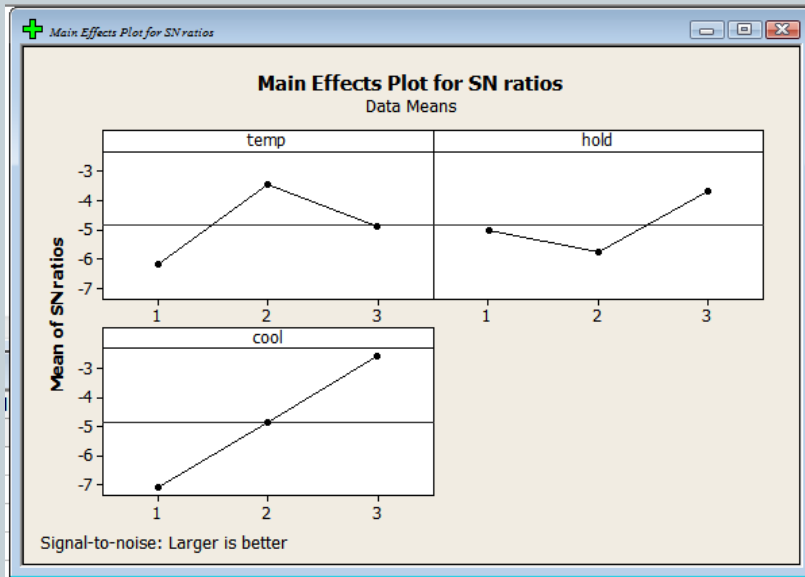 Main Effects Plot for SN ratios
Main Effects Plot for SN ratios
Data Means
temp
hold
-3
-4
-5
-6
-7
1 2 3
1 2 3
cool
-3
-4
-5
-6
-7
1 2 3
Mean of SN ratios
Signal-to-noise: Larger is better